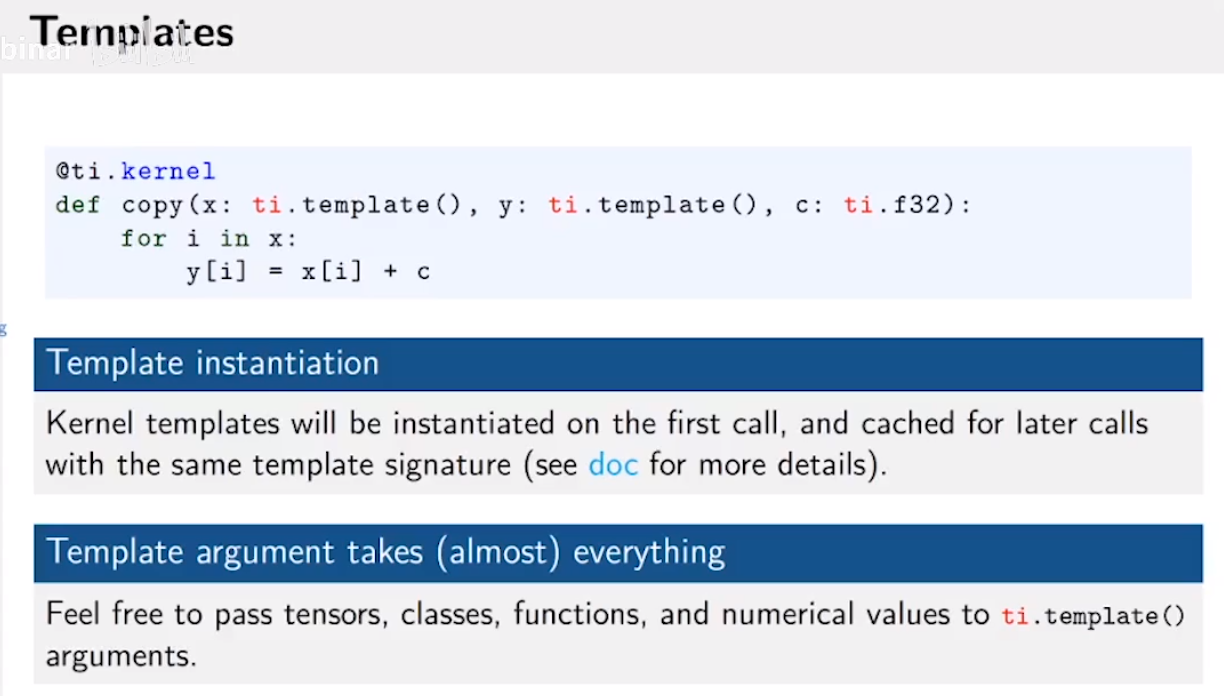 Templates
binar
@ti.kernel
def copy(x: ti.template(), y: ti.template(), c: ti.f32):
    for i in x:
        y[i] = x[i] + c
g
Template instantiation
Kernel templates will be instantiated on the first call, and cached for later calls
with the same template signature (see doc for more details).
Template argument takes (almost) everything
Feel free to pass tensors, classes, functions, and numerical values to ti.template()
arguments.